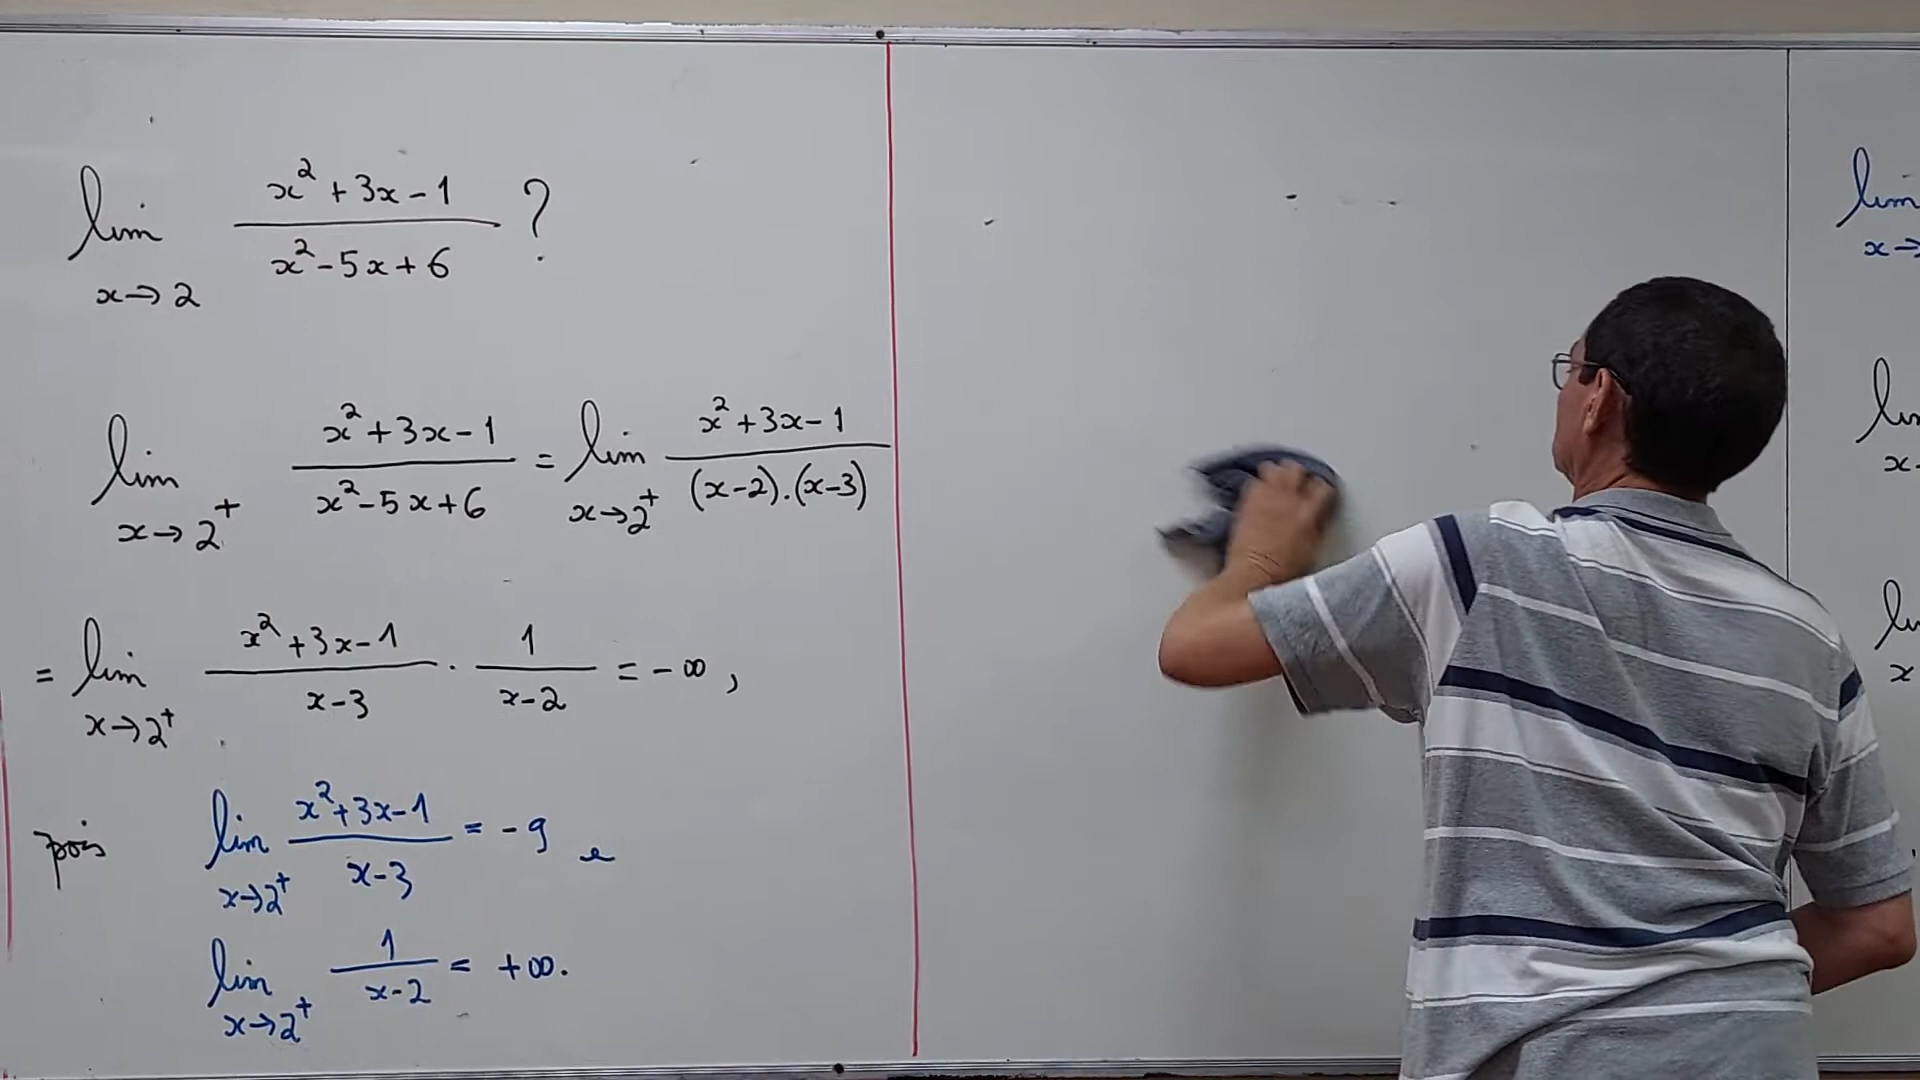 lim x→2 (x² + 3x - 1)/(x² - 5x + 6) ?
lim x→2⁺ (x² + 3x - 1)/(x² - 5x + 6) = lim x→2⁺ (x² + 3x - 1)/((x-2).(x-3))
= lim x→2⁺ (x² + 3x - 1)/(x-3) · 1/(x-2) = -∞,
pois lim x→2⁺ (x² + 3x - 1)/(x-3) = -9 e
lim x→2⁺ 1/(x-2) = +∞.
lim
x→
x
x